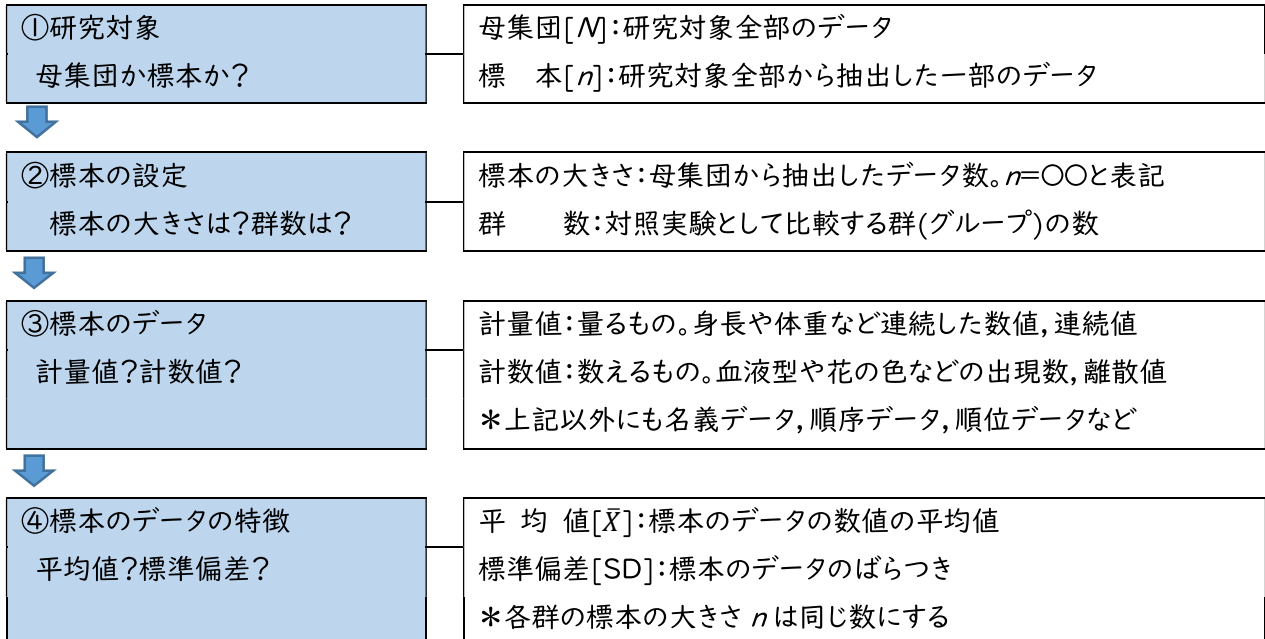 ①研究対象
母集団か標本か?
母集団[N]:研究対象全部のデータ
標　本[n]:研究対象全部から抽出した一部のデータ
②標本の設定
標本の大きさは?群数は?
標本の大きさ:母集団から抽出したデータ数。n=〇〇と表記
群　　数:対照実験として比較する群(グループ)の数
③標本のデータ
計量値?計数値?
計量値:量るもの。身長や体重など連続した数値,連続値
計数値:数えるもの。血液型や花の色などの出現数,離散値
＊上記以外にも名義データ,順序データ,順位データなど
④標本のデータの特徴
平均値?標準偏差?
平 均 値[X̄]:標本のデータの数値の平均値
標準偏差[SD]:標本のデータのばらつき
＊各群の標本の大きさ n は同じ数にする